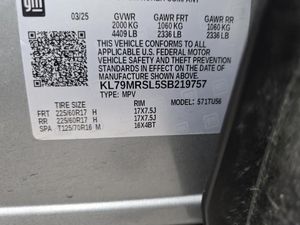 gm
03/25 GVWR GAWR FRT GAWR RR
2000 KG 1060 KG 1060 KG
4409 LB 2336 LB 2336 LB
THIS VEHICLE CONFORMS TO ALL APPLICABLE
U.S. FEDERAL MOTOR
VEHICLE SAFETY AND THEFT
PREVENTION STANDARDS IN EFFECT ON
THE DATE OF MANUFACTURE SHOWN ABOVE.
KL79MRSL5SB219757
TYPE: MPV MODEL: 571TU56
TIRE SIZE RIM
FRT 225/60R17 H 17X7.5J
RR 225/60R17 H 17X7.5J
SPA T125/70R16 M 16X4BT